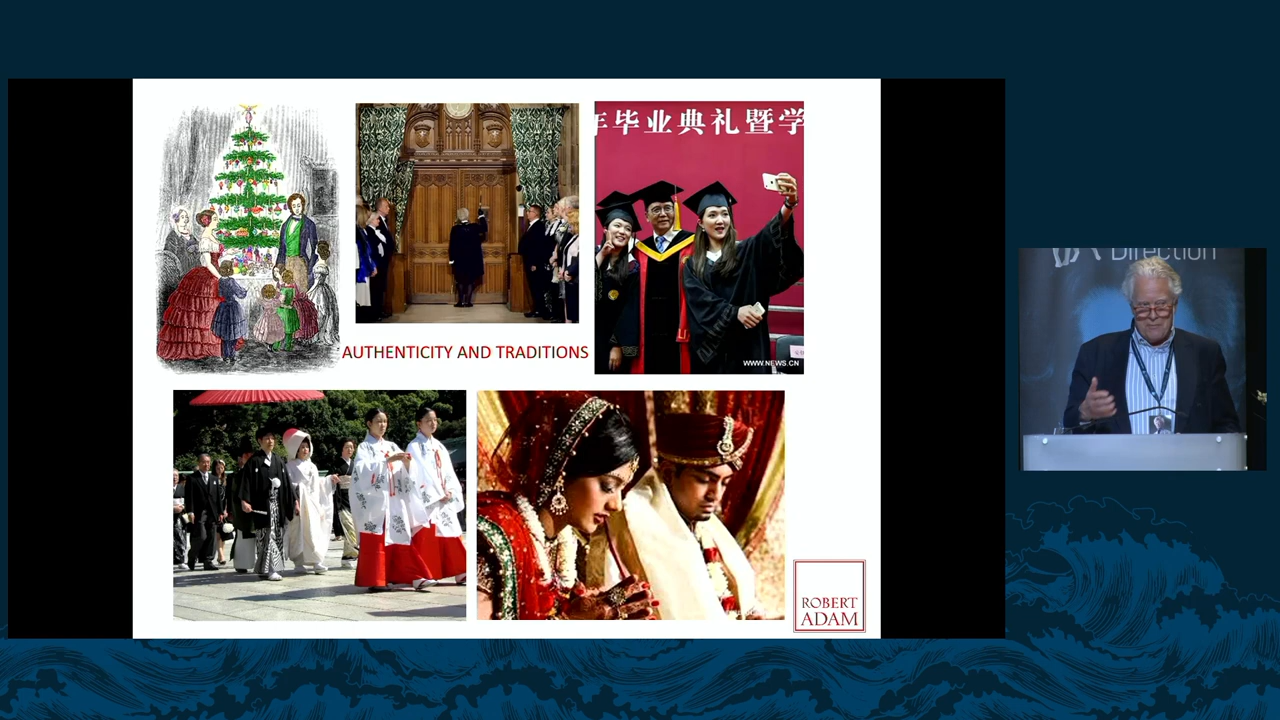 年毕业典礼暨学
WWW.NEWS.CN
AUTHENTICITY AND TRADITIONS
ROBERT
ADAM
Direction